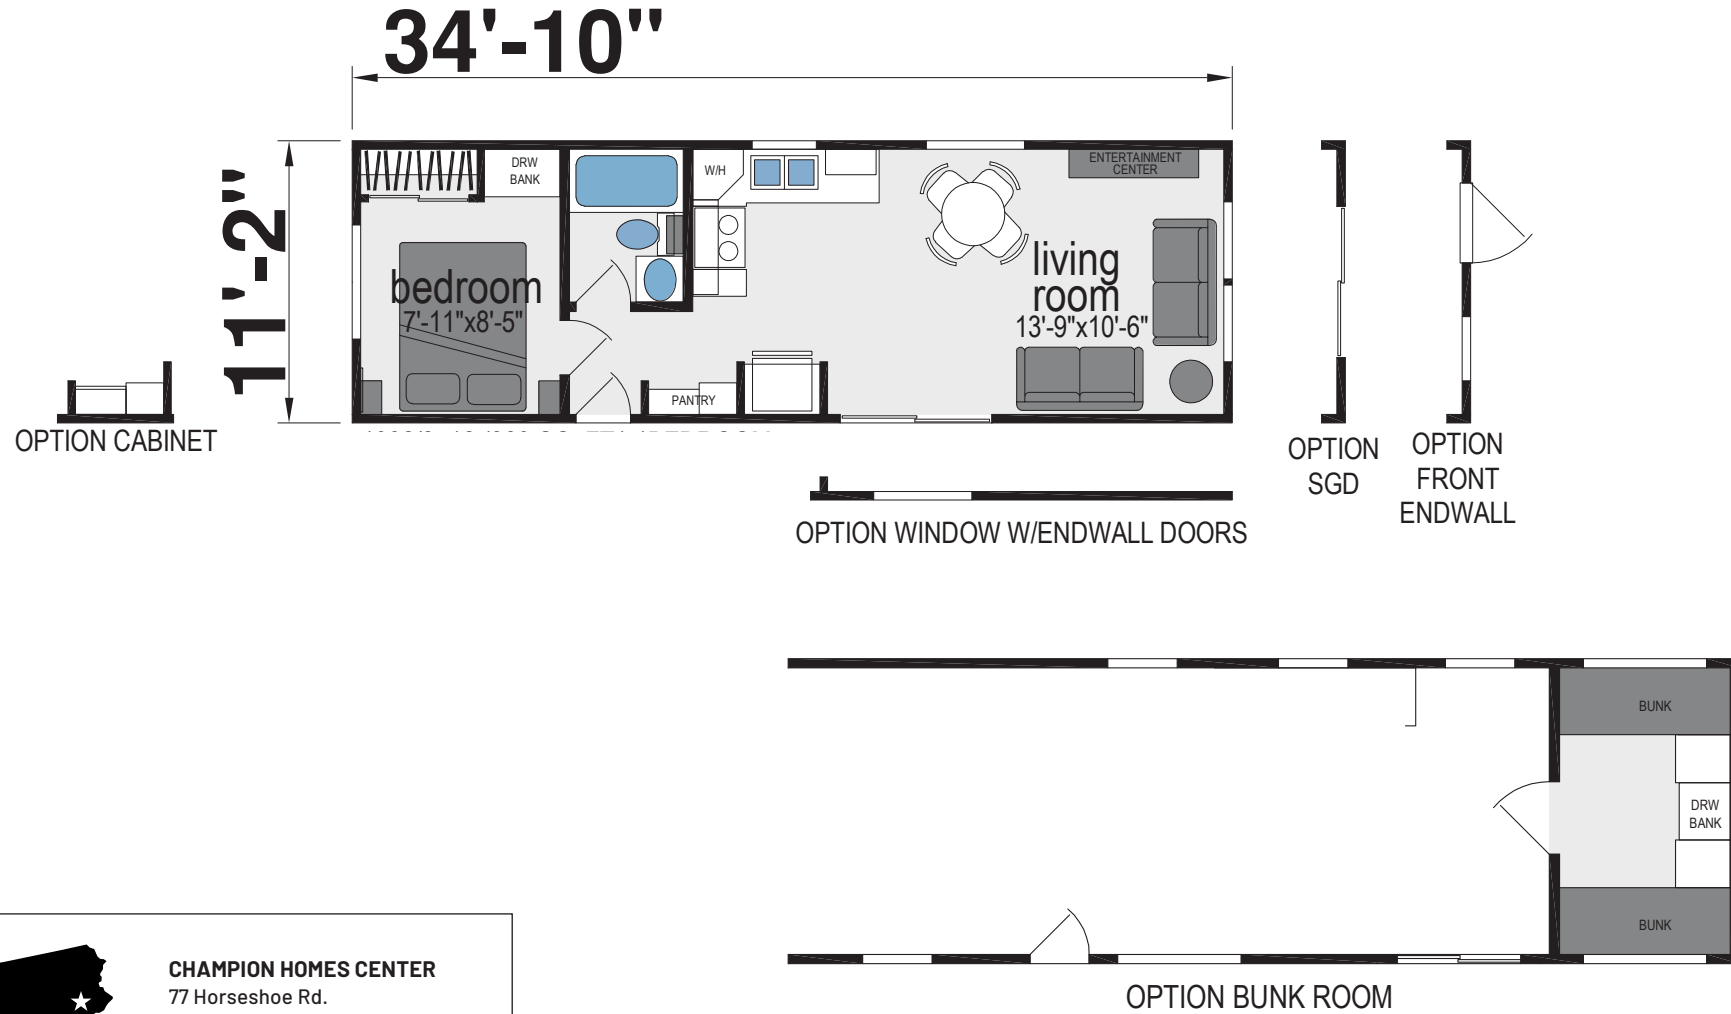 34'-10"
11'-2"
DRW
BANK
W/H
ENTERTAINMENT
CENTER
bedroom
7'-11"x8'-5"
living
room
13'-9"x10'-6"
PANTRY
OPTION CABINET
OPTION
SGD
OPTION
FRONT
ENDWALL
OPTION WINDOW W/ENDWALL DOORS
BUNK
DRW
BANK
BUNK
OPTION BUNK ROOM
CHAMPION HOMES CENTER
77 Horseshoe Rd.